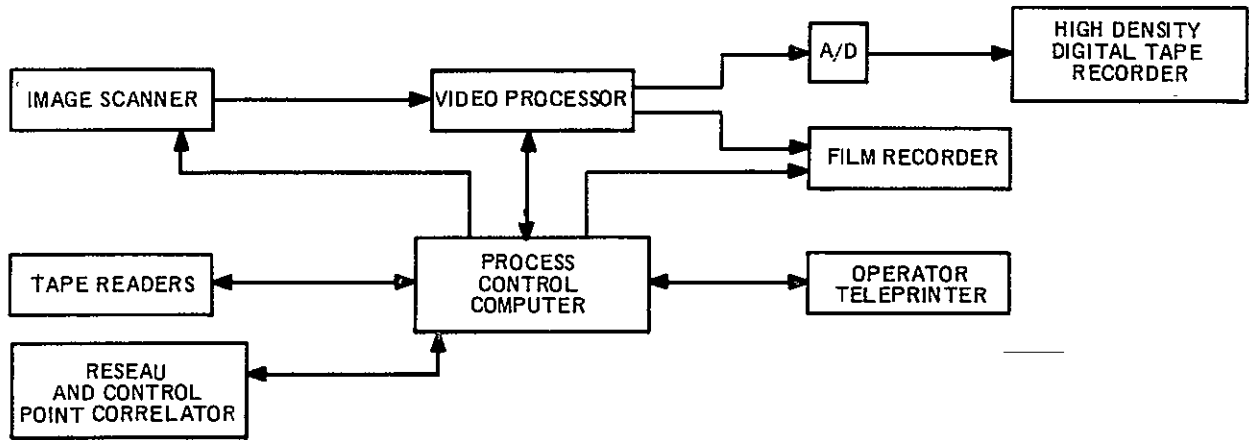 IMAGE SCANNER
VIDEO PROCESSOR
A/D
HIGH DENSITY
DIGITAL TAPE
RECORDER
FILM RECORDER
TAPE READERS
PROCESS
CONTROL
COMPUTER
OPERATOR
TELEPRINTER
RESEAU
AND CONTROL
POINT CORRELATOR